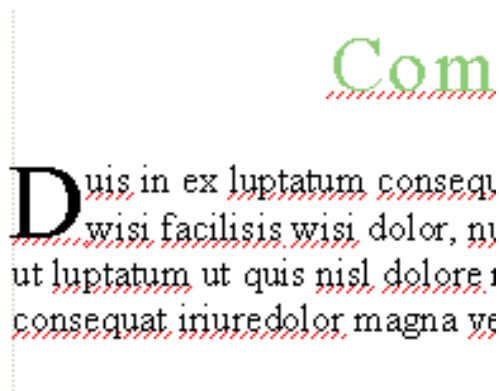 Com
Duis in ex luptatum consequ
wisi facilisis wisi dolor, nu
ut luptatum ut quis nisl dolore
consequat iriuredolor magna ve